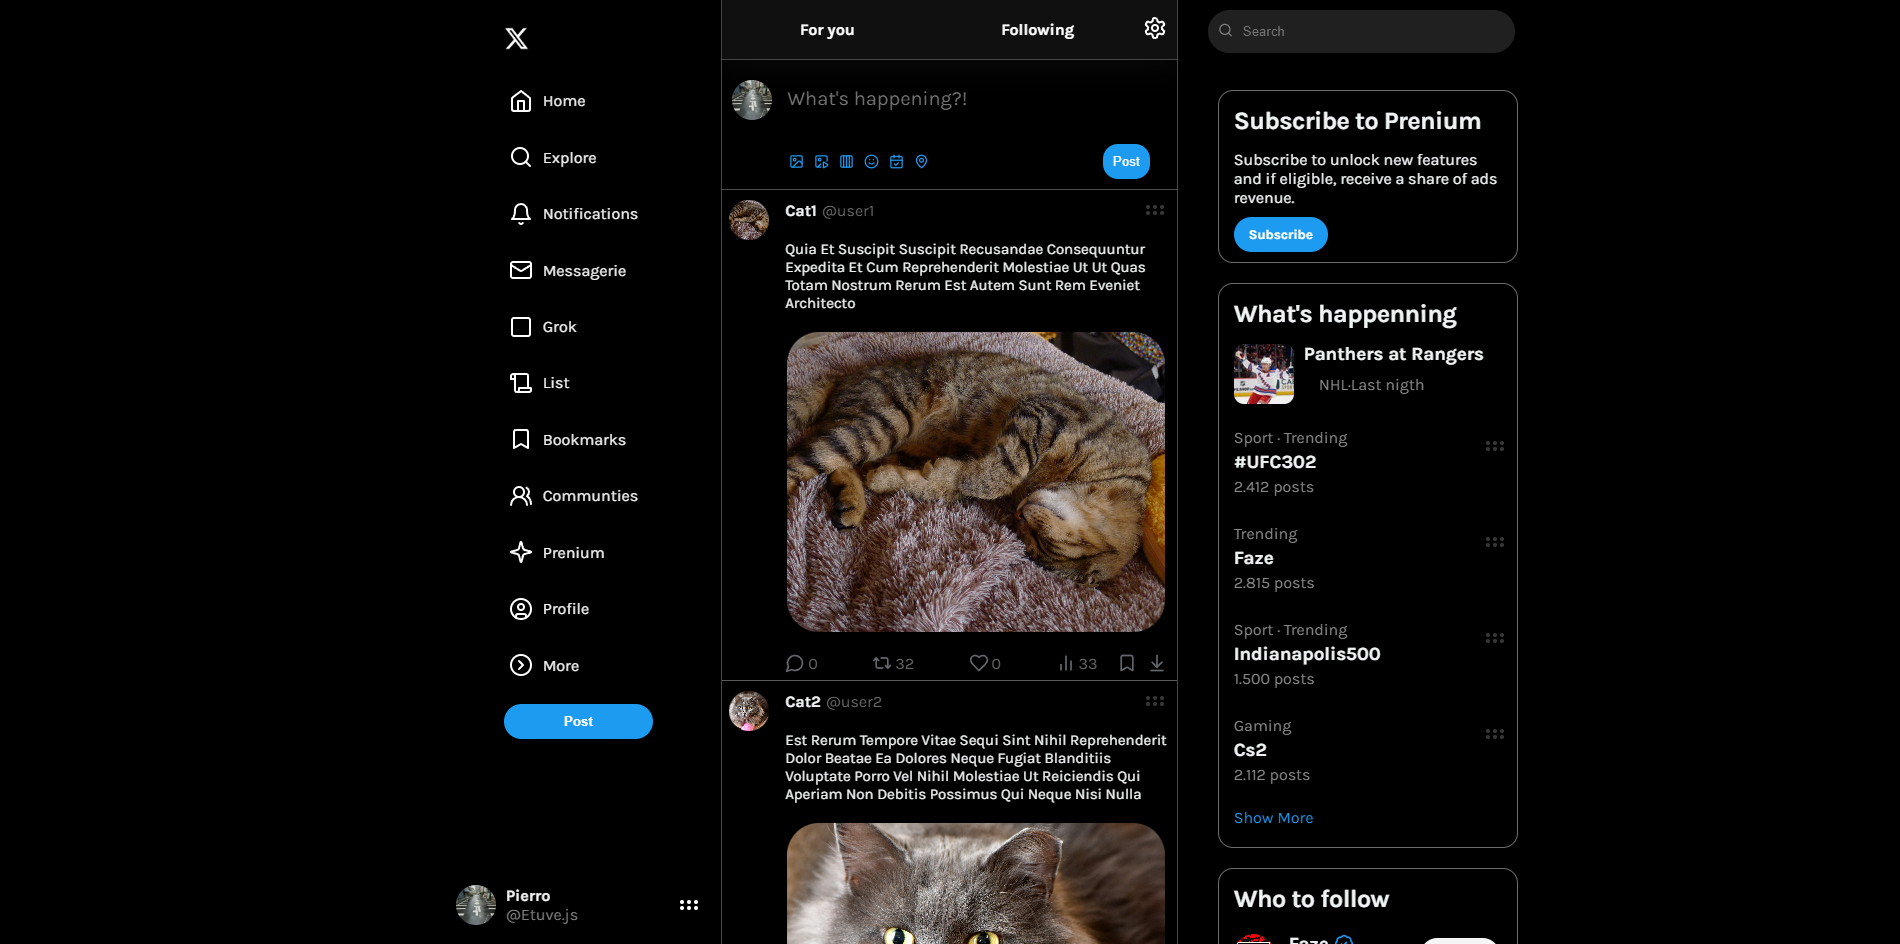 Home
Explore
Notifications
Messagerie
Grok
List
Bookmarks
Communties
Prenium
Profile
More
Post
Pierro
@Etuve.js
For you
Following
What's happening?!
Post
Cat1 @user1
Quia Et Suscipit Suscipit Recusandae Consequuntur
Expedita Et Cum Reprehenderit Molestiae Ut Ut Quas
Totam Nostrum Rerum Est Autem Sunt Rem Eveniet
Architecto
0 32 0 33
Cat2 @user2
Est Rerum Tempore Vitae Sequi Sint Nihil Reprehenderit
Dolor Beatae Ea Dolores Neque Fugiat Blanditiis
Voluptate Porro Vel Nihil Molestiae Ut Reiciendis Qui
Aperiam Non Debitis Possimus Qui Neque Nisi Nulla
Search
Subscribe to Prenium
Subscribe to unlock new features
and if eligible, receive a share of ads
revenue.
Subscribe
What's happenning
Panthers at Rangers
NHL·Last nigth
Sport · Trending
#UFC302
2.412 posts
Trending
Faze
2.815 posts
Sport · Trending
Indianapolis500
1.500 posts
Gaming
Cs2
2.112 posts
Show More
Who to follow
Faze